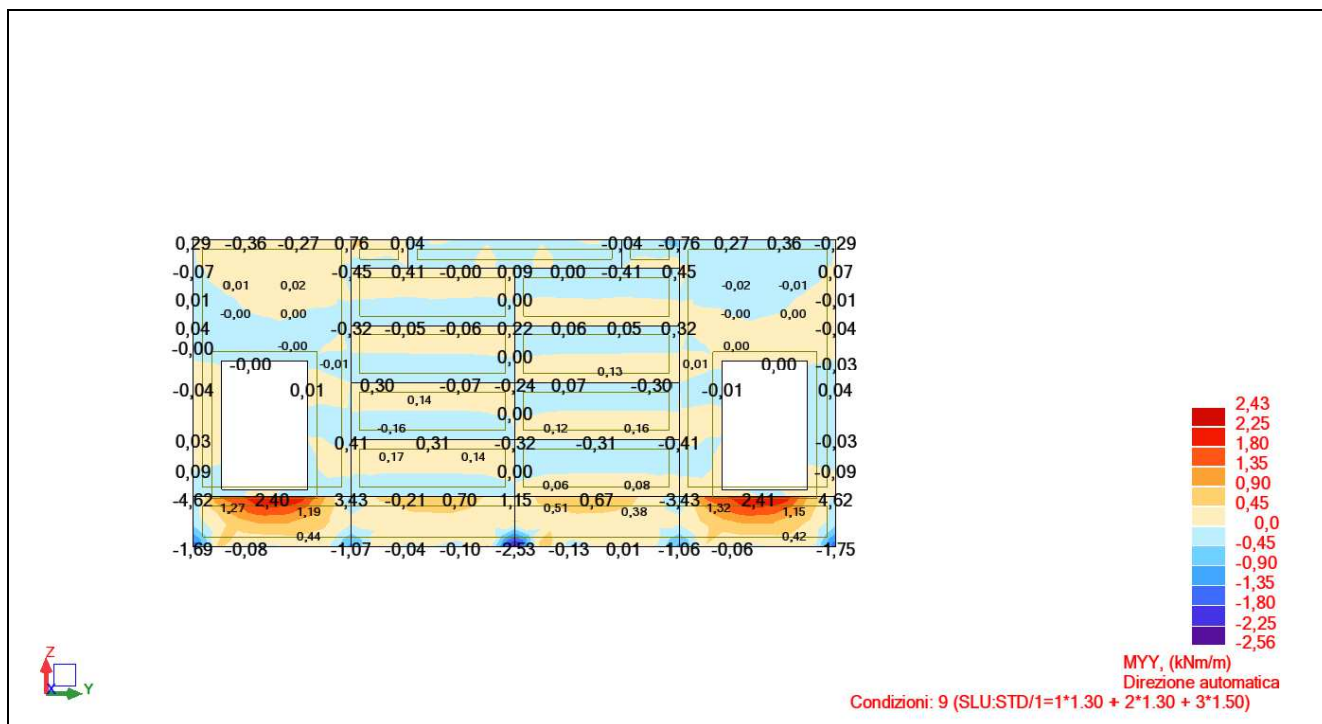 0,29 -0,36 -0,27 0,76 0,04 -0,04 -0,76 0,27 0,36 -0,29
-0,07 -0,45 0,41 -0,00 0,09 0,00 -0,41 0,45 0,07
0,01 0,02 -0,02 -0,01
0,01 0,00 -0,01
-0,00 0,00 -0,00 0,00
0,04 -0,32 -0,05 -0,06 0,22 0,06 0,05 0,32 -0,04
-0,00 -0,00 0,00
-0,00 -0,01 0,00 0,01 0,00 -0,03
0,13
-0,04 0,01 0,30 -0,07 -0,24 0,07 -0,30 -0,01 0,04
0,14
0,00
-0,16 0,12 0,16
0,03 0,41 0,31 -0,32 -0,31 -0,41 -0,03
0,17 0,14
0,09 0,00 -0,09
0,06 0,08
-4,62 2,40 3,43 -0,21 0,70 1,15 0,67 -3,43 2,41 4,62
1,27 1,19 0,51 0,38 1,32 1,15
0,44 0,42
-1,69 -0,08 -1,07 -0,04 -0,10 -2,53 -0,13 0,01 -1,06 -0,06 -1,75
2,43
2,25
1,80
1,35
0,90
0,45
0,0
-0,45
-0,90
-1,35
-1,80
-2,25
-2,56
MYY, (kNm/m)
Direzione automatica
Condizioni: 9 (SLU:STD/1=1*1.30 + 2*1.30 + 3*1.50)
Z
X Y